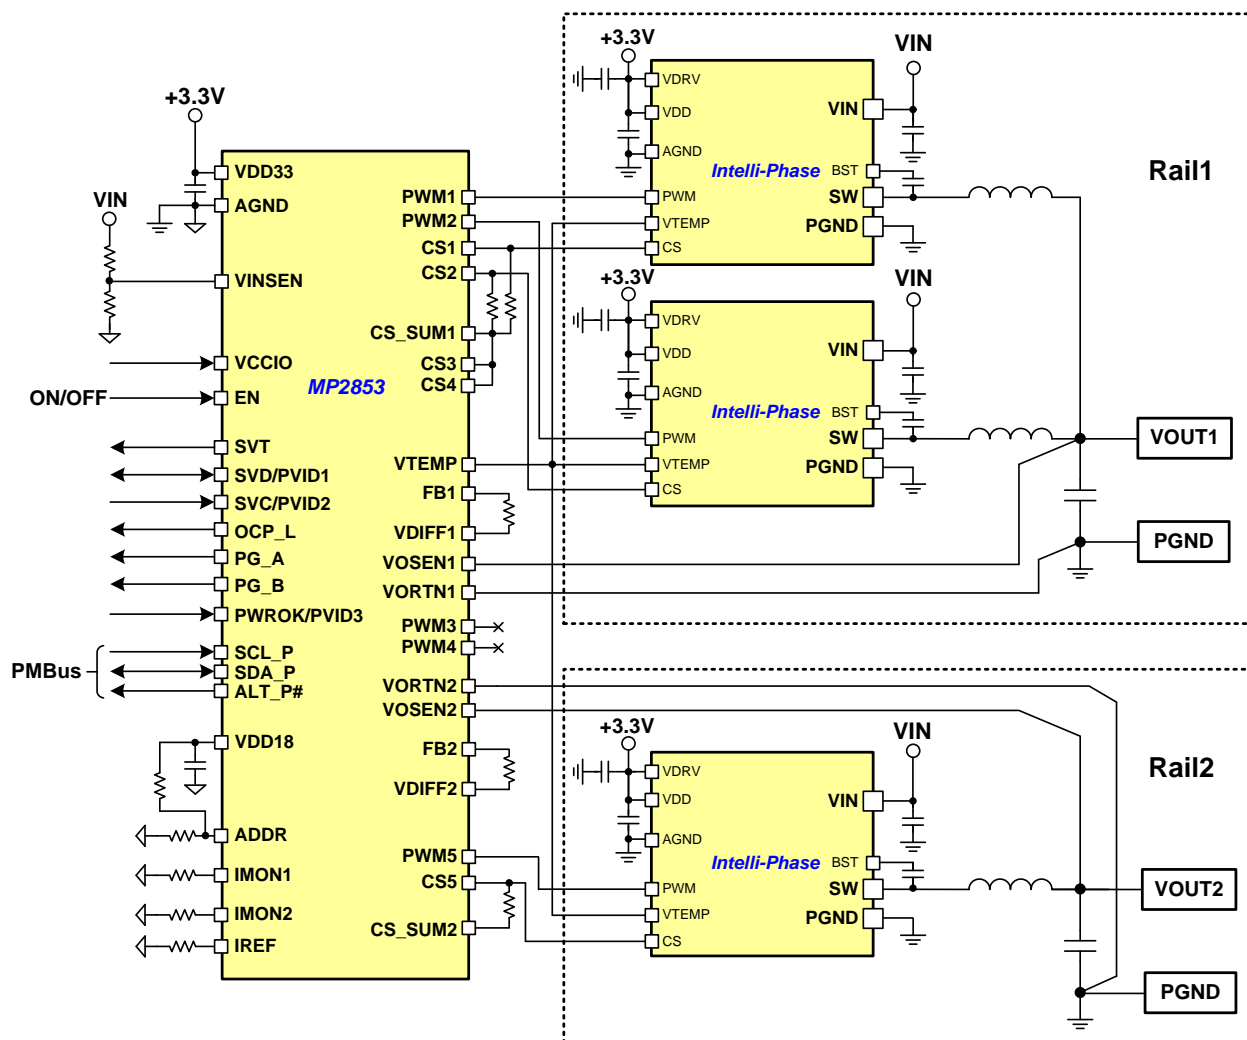 +3.3V
VIN
MP2853
VDD33
AGND
VINSEN
VCCIO
ON/OFF
EN
SVT
SVD/PVID1
SVC/PVID2
OCP_L
PG_A
PG_B
PWROK/PVID3
PMBus
SCL_P
SDA_P
ALT_P#
VDD18
ADDR
IMON1
IMON2
IREF
PWM1
PWM2
CS1
CS2
CS_SUM1
CS3
CS4
VTEMP
FB1
VDIFF1
VOSEN1
VORTN1
PWM3
PWM4
VORTN2
VOSEN2
FB2
VDIFF2
PWM5
CS5
CS_SUM2
Rail1
+3.3V
VIN
VDRV
VDD
AGND
PWM
VTEMP
CS
Intelli-Phase
VIN
BST
SW
PGND
+3.3V
VIN
VDRV
VDD
AGND
PWM
VTEMP
CS
Intelli-Phase
VIN
BST
SW
PGND
VOUT1
PGND
Rail2
+3.3V
VIN
VDRV
VDD
AGND
PWM
VTEMP
CS
Intelli-Phase
VIN
BST
SW
PGND
VOUT2
PGND